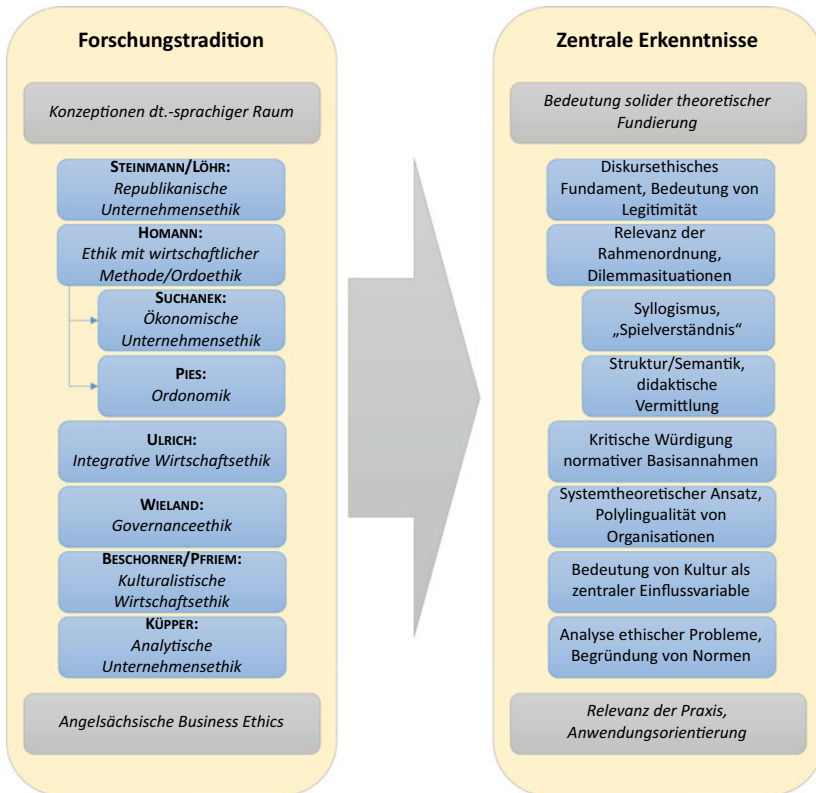 Forschungstradition
Konzeptionen dt.-sprachiger Raum
STEINMANN/LÖHR:
Republikanische
Unternehmensethik
HOMANN:
Ethik mit wirtschaftlicher
Methode/Ordoethik
SUCHANEK:
Ökonomische
Unternehmensethik
PIES:
Ordonomik
ULRICH:
Integrative Wirtschaftsethik
WIELAND:
Governanceethik
BESCHORNER/PFRIEM:
Kulturalistische
Wirtschaftsethik
KÜPPER:
Analytische
Unternehmensethik
Angelsächsische Business Ethics
Zentrale Erkenntnisse
Bedeutung solider theoretischer
Fundierung
Diskursethisches
Fundament, Bedeutung von
Legitimität
Relevanz der
Rahmenordnung,
Dilemmasituationen
Syllogismus,
„Spielverständnis“
Struktur/Semantik,
didaktische
Vermittlung
Kritische Würdigung
normativer Basisannahmen
Systemtheoretischer Ansatz,
Polylingualität von
Organisationen
Bedeutung von Kultur als
zentraler Einflussvariable
Analyse ethischer Probleme,
Begründung von Normen
Relevanz der Praxis,
Anwendungsorientierung